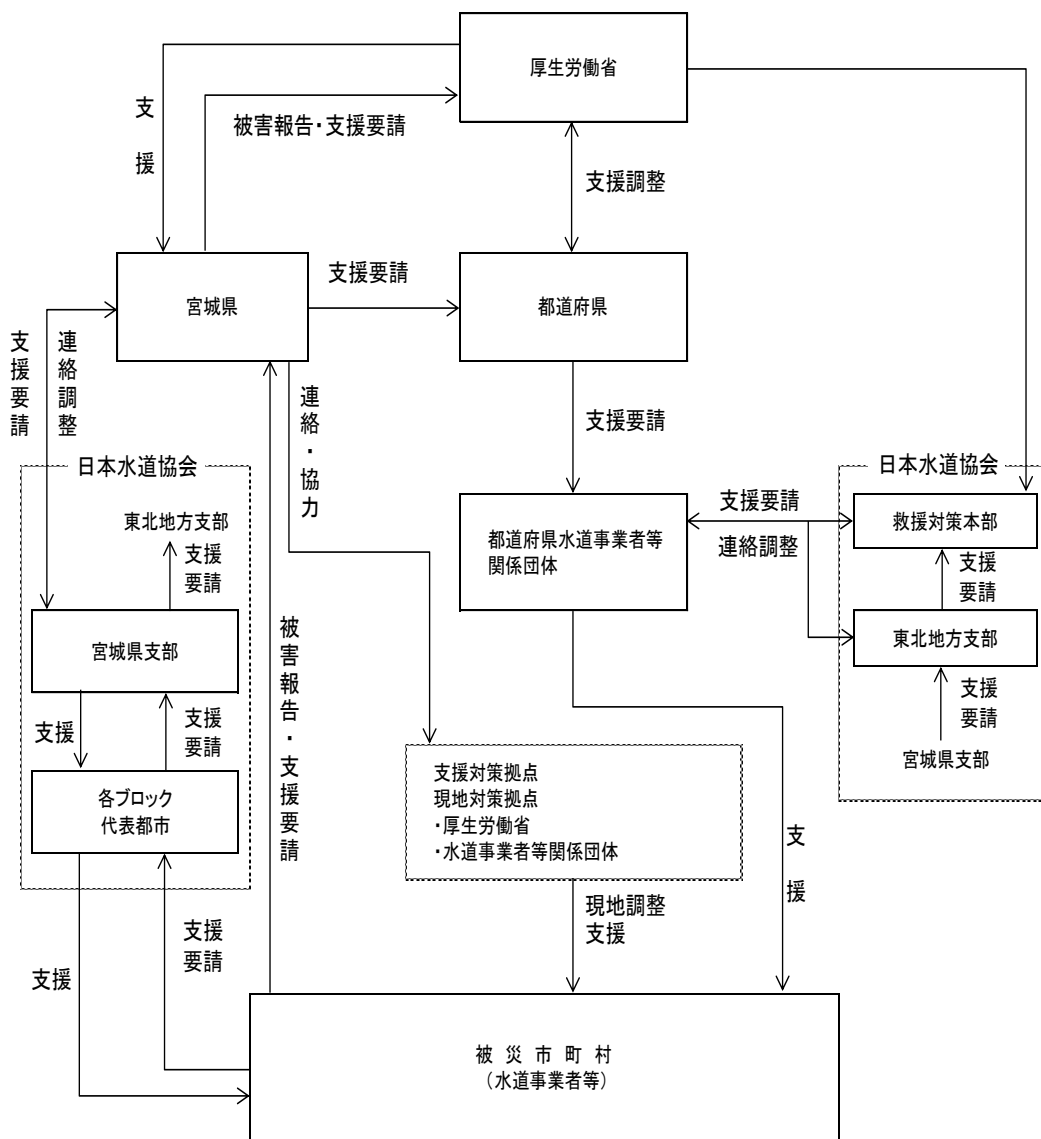 厚生労働省
支援
被害報告・支援要請
支援調整
宮城県
支援要請
都道府県
支援要請
連絡調整
連絡・協力
支援要請
日本水道協会
東北地方支部
支援
要請
宮城県支部
支援
支援
要請
各ブロック
代表都市
被害報告・支援要請
都道府県水道事業者等
関係団体
支援要請
連絡調整
日本水道協会
救援対策本部
支援
要請
東北地方支部
支援
要請
宮城県支部
支援対策拠点
現地対策拠点
・厚生労働省
・水道事業者等関係団体
支援
現地調整
支援
支援
支援
要請
被災市町村
（水道事業者等）